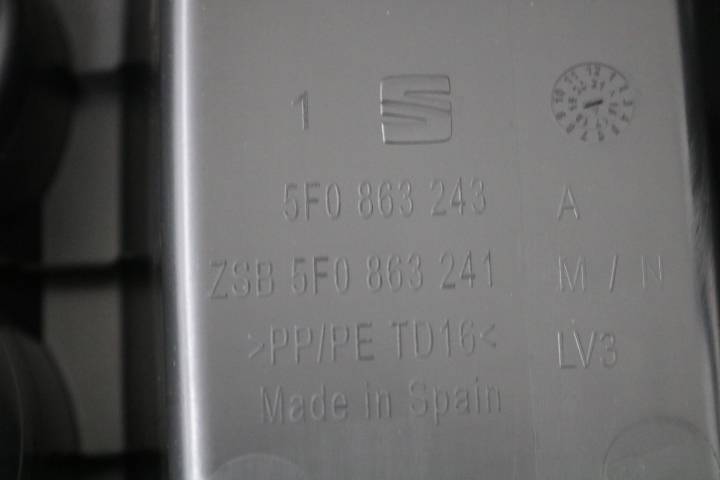 1
5F0 863 243 A
ZSB 5F0 863 241 M / N
>PP/PE TD16< LV3
Made in Spain